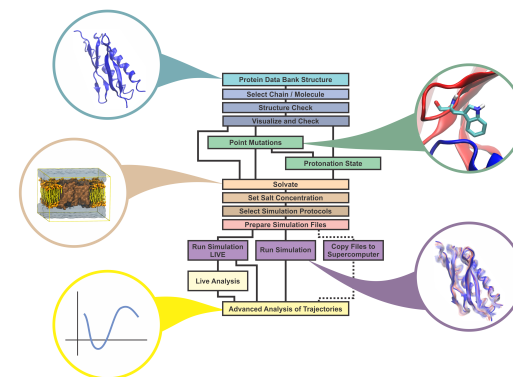 Protein Data Bank Structure
Select Chain / Molecule
Structure Check
Visualize and Check
Point Mutations
Protonation State
Solvate
Set Salt Concentration
Select Simulation Protocols
Prepare Simulation Files
Run Simulation
LIVE
Run Simulation
Copy Files to
Supercomputer
Live Analysis
Advanced Analysis of Trajectories